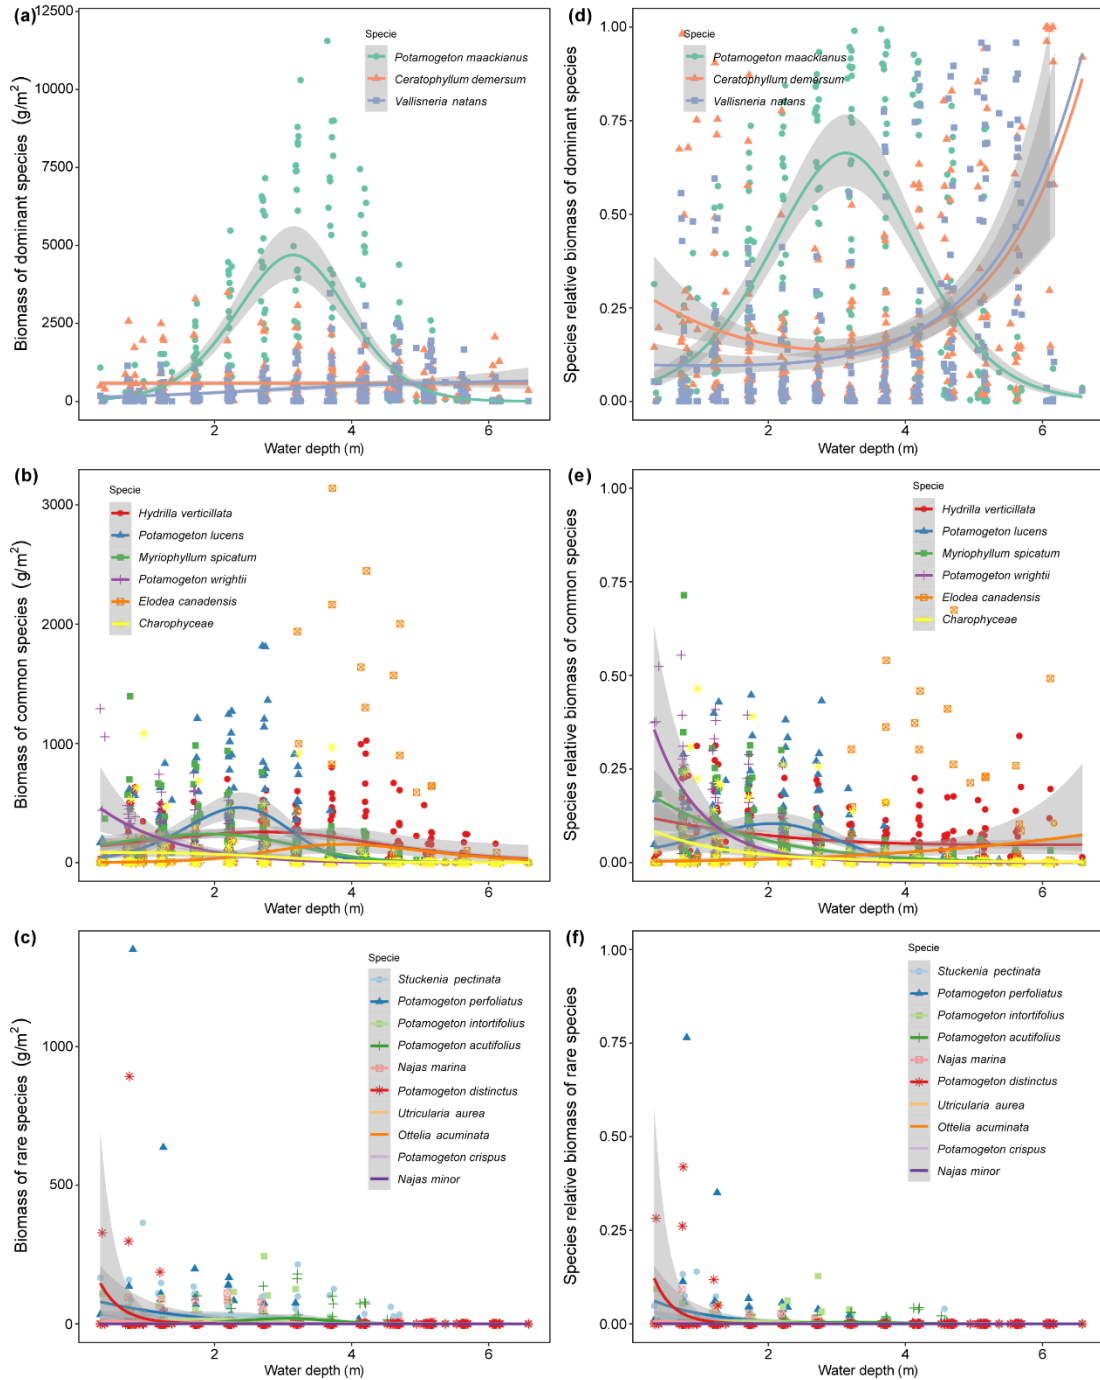 (a)
Biomass of dominant species (g/m²)
12500
10000
7500
5000
2500
0
Specie
Potamogeton maackianus
Ceratophyllum demersum
Vallisneria natans
2
4
6
Water depth (m)
(d)
Species relative biomass of dominant species
1.00
0.75
0.50
0.25
0.00
Specie
Potamogeton maackianus
Ceratophyllum demersum
Vallisneria natans
2
4
6
Water depth (m)
(b)
Biomass of common species (g/m²)
3000
2000
1000
0
Specie
Hydrilla verticillata
Potamogeton lucens
Myriophyllum spicatum
Potamogeton wrightii
Elodea canadensis
Charophyceae
2
4
6
Water depth (m)
(e)
Species relative biomass of common species
1.00
0.75
0.50
0.25
0.00
Specie
Hydrilla verticillata
Potamogeton lucens
Myriophyllum spicatum
Potamogeton wrightii
Elodea canadensis
Charophyceae
2
4
6
Water depth (m)
(c)
Biomass of rare species (g/m²)
1000
500
0
Specie
Stuckenia pectinata
Potamogeton perfoliatus
Potamogeton intortifolius
Potamogeton acutifolius
Najas marina
Potamogeton distinctus
Utricularia aurea
Ottelia acuminata
Potamogeton crispus
Najas minor
2
4
6
Water depth (m)
(f)
Species relative biomass of rare species
1.00
0.75
0.50
0.25
0.00
Specie
Stuckenia pectinata
Potamogeton perfoliatus
Potamogeton intortifolius
Potamogeton acutifolius
Najas marina
Potamogeton distinctus
Utricularia aurea
Ottelia acuminata
Potamogeton crispus
Najas minor
2
4
6
Water depth (m)